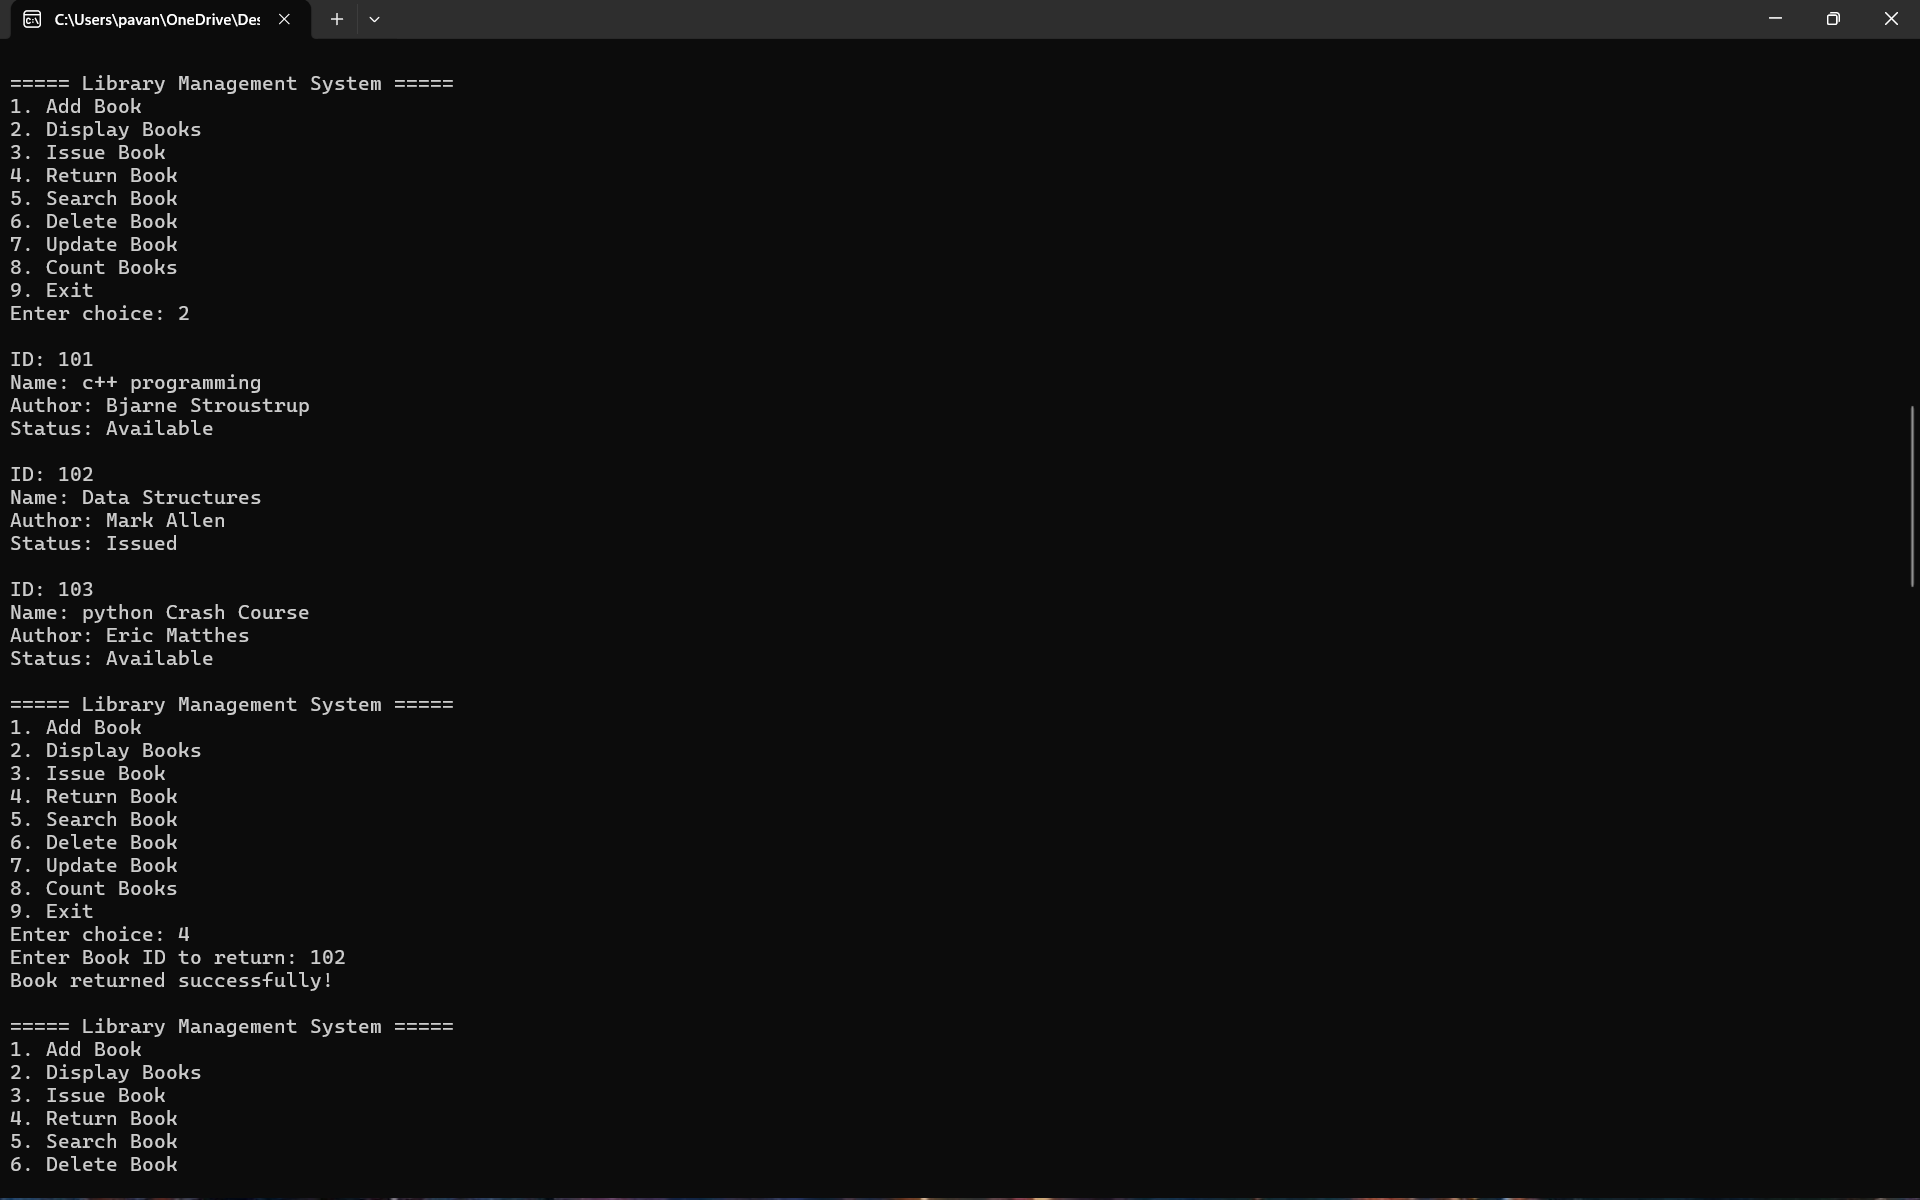 C:\Users\pavan\OneDrive\Des
===== Library Management System =====
1. Add Book
2. Display Books
3. Issue Book
4. Return Book
5. Search Book
6. Delete Book
7. Update Book
8. Count Books
9. Exit
Enter choice: 2
ID: 101
Name: c++ programming
Author: Bjarne Stroustrup
Status: Available
ID: 102
Name: Data Structures
Author: Mark Allen
Status: Issued
ID: 103
Name: python Crash Course
Author: Eric Matthes
Status: Available
===== Library Management System =====
1. Add Book
2. Display Books
3. Issue Book
4. Return Book
5. Search Book
6. Delete Book
7. Update Book
8. Count Books
9. Exit
Enter choice: 4
Enter Book ID to return: 102
Book returned successfully!
===== Library Management System =====
1. Add Book
2. Display Books
3. Issue Book
4. Return Book
5. Search Book
6. Delete Book